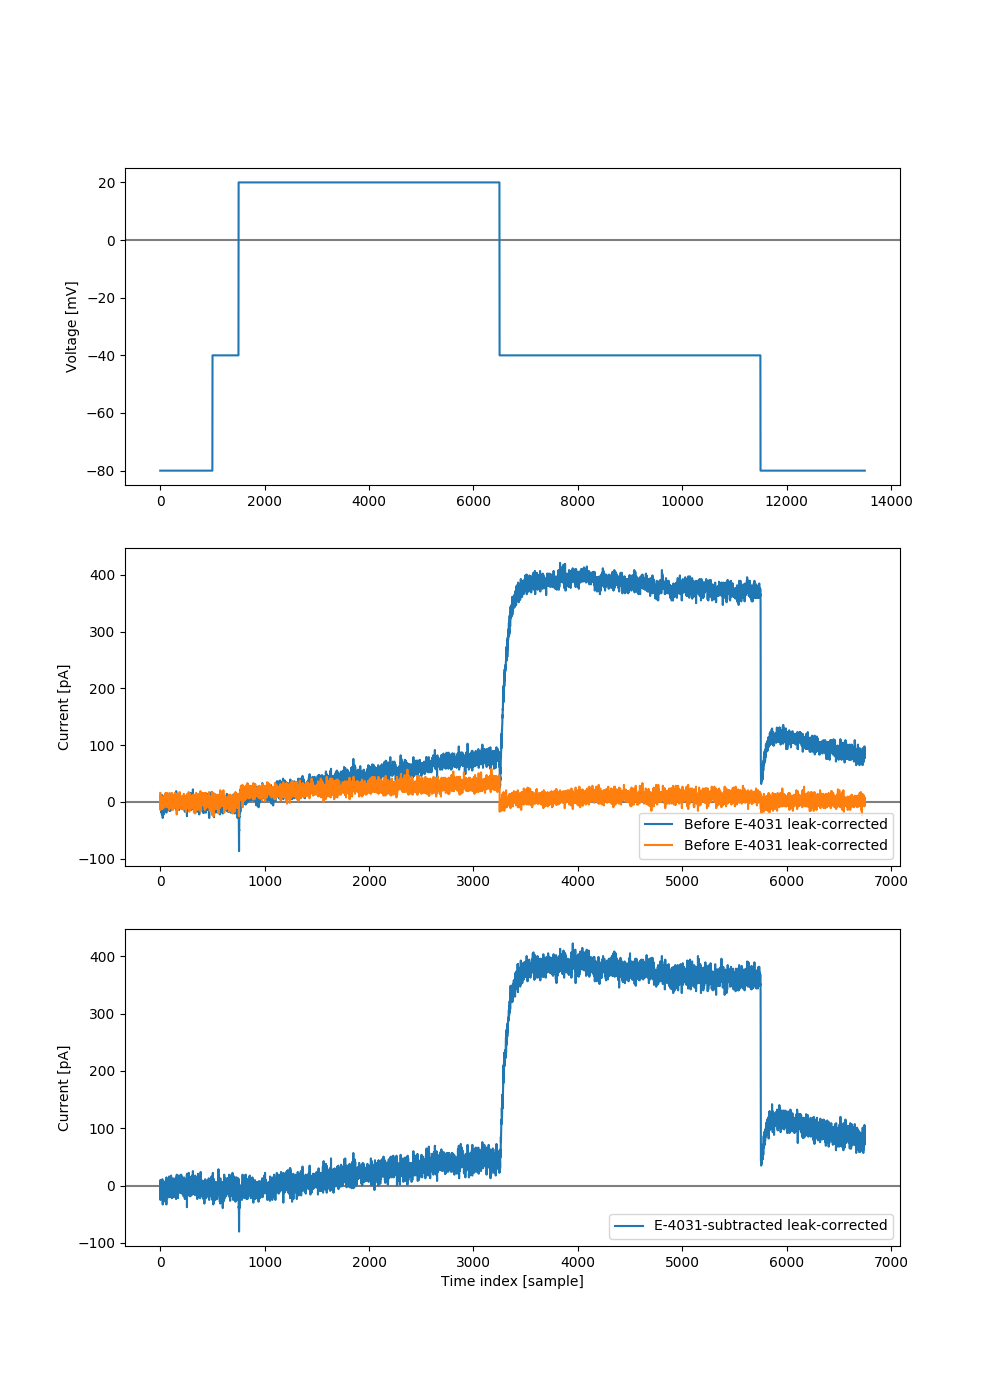 20
0
−20
−40
−60
−80
Voltage [mV]
0 2000 4000 6000 8000 10000 12000 14000
400
300
200
100
0
−100
Current [pA]
Before E-4031 leak-corrected
Before E-4031 leak-corrected
0 1000 2000 3000 4000 5000 6000 7000
400
300
200
100
0
−100
Current [pA]
E-4031-subtracted leak-corrected
0 1000 2000 3000 4000 5000 6000 7000
Time index [sample]